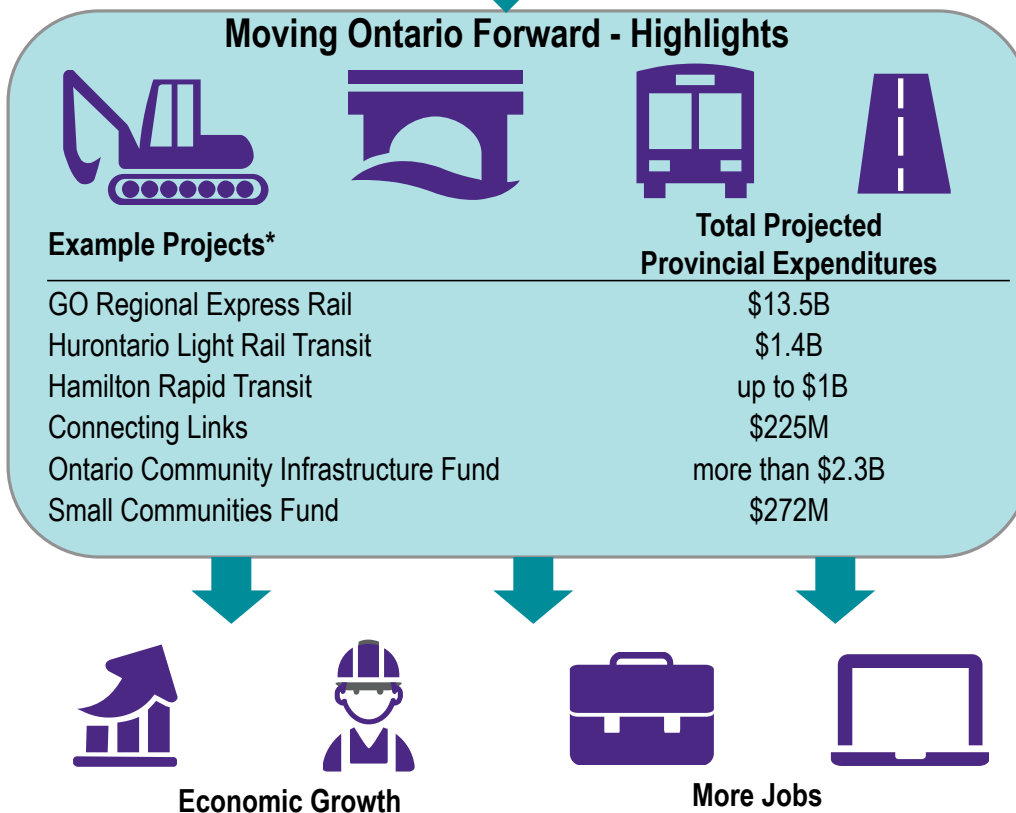 Moving Ontario Forward - Highlights
Example Projects*
Total Projected
Provincial Expenditures
GO Regional Express Rail $13.5B
Hurontario Light Rail Transit $1.4B
Hamilton Rapid Transit up to $1B
Connecting Links $225M
Ontario Community Infrastructure Fund more than $2.3B
Small Communities Fund $272M
Economic Growth
More Jobs